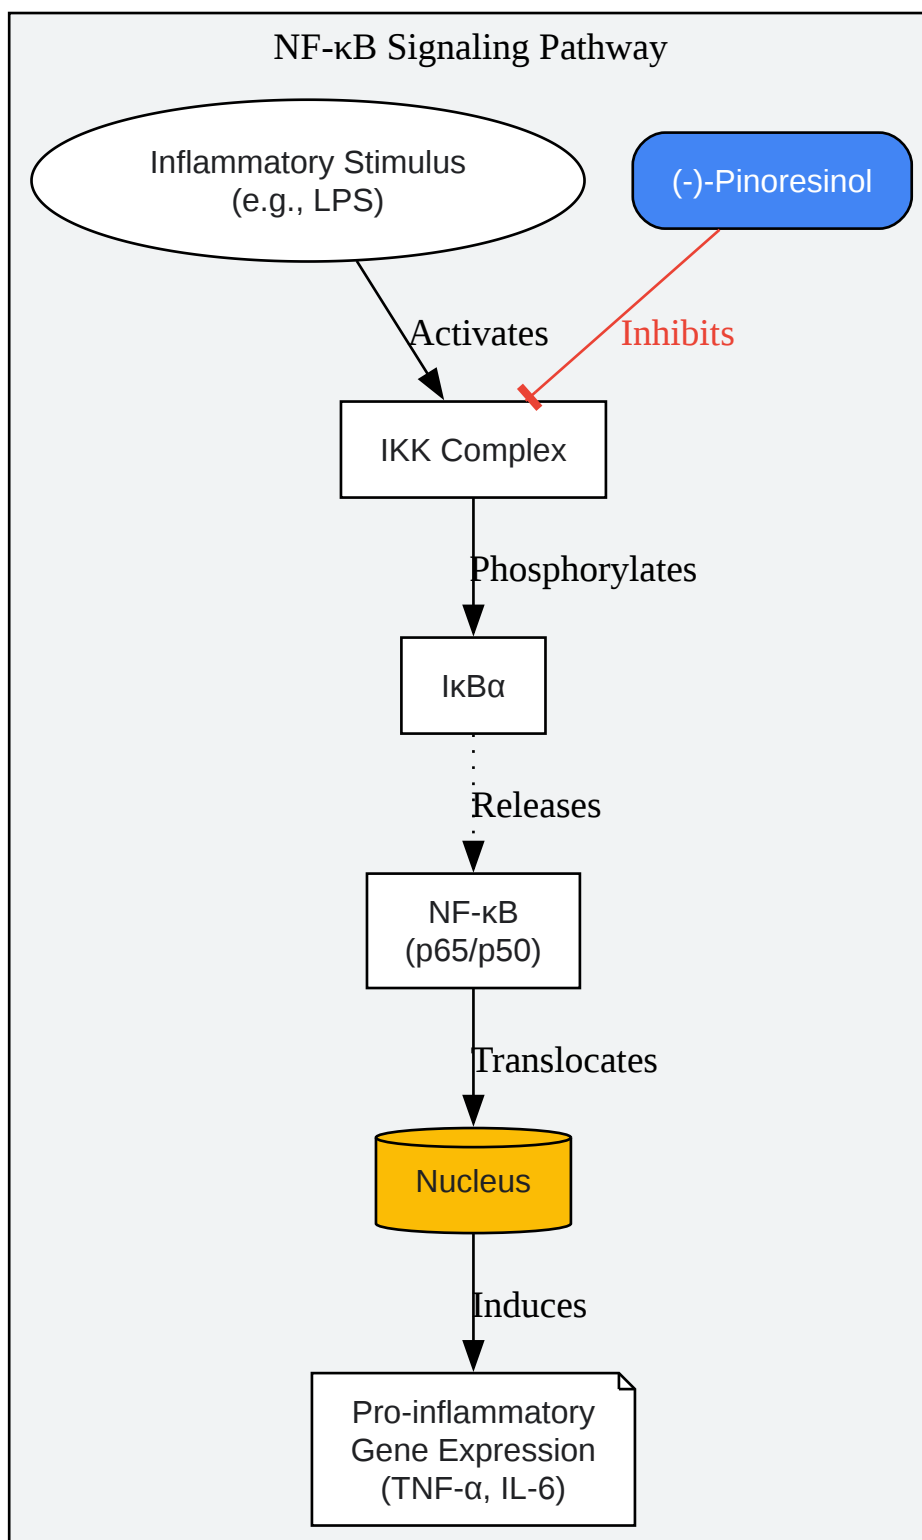 NF-κB Signaling Pathway
Inflammatory Stimulus
(e.g., LPS)
(-)-Pinoresinol
Activates
Inhibits
IKK Complex
Phosphorylates
IκBα
Releases
NF-κB
(p65/p50)
Translocates
Nucleus
Induces
Pro-inflammatory
Gene Expression
(TNF-α, IL-6)